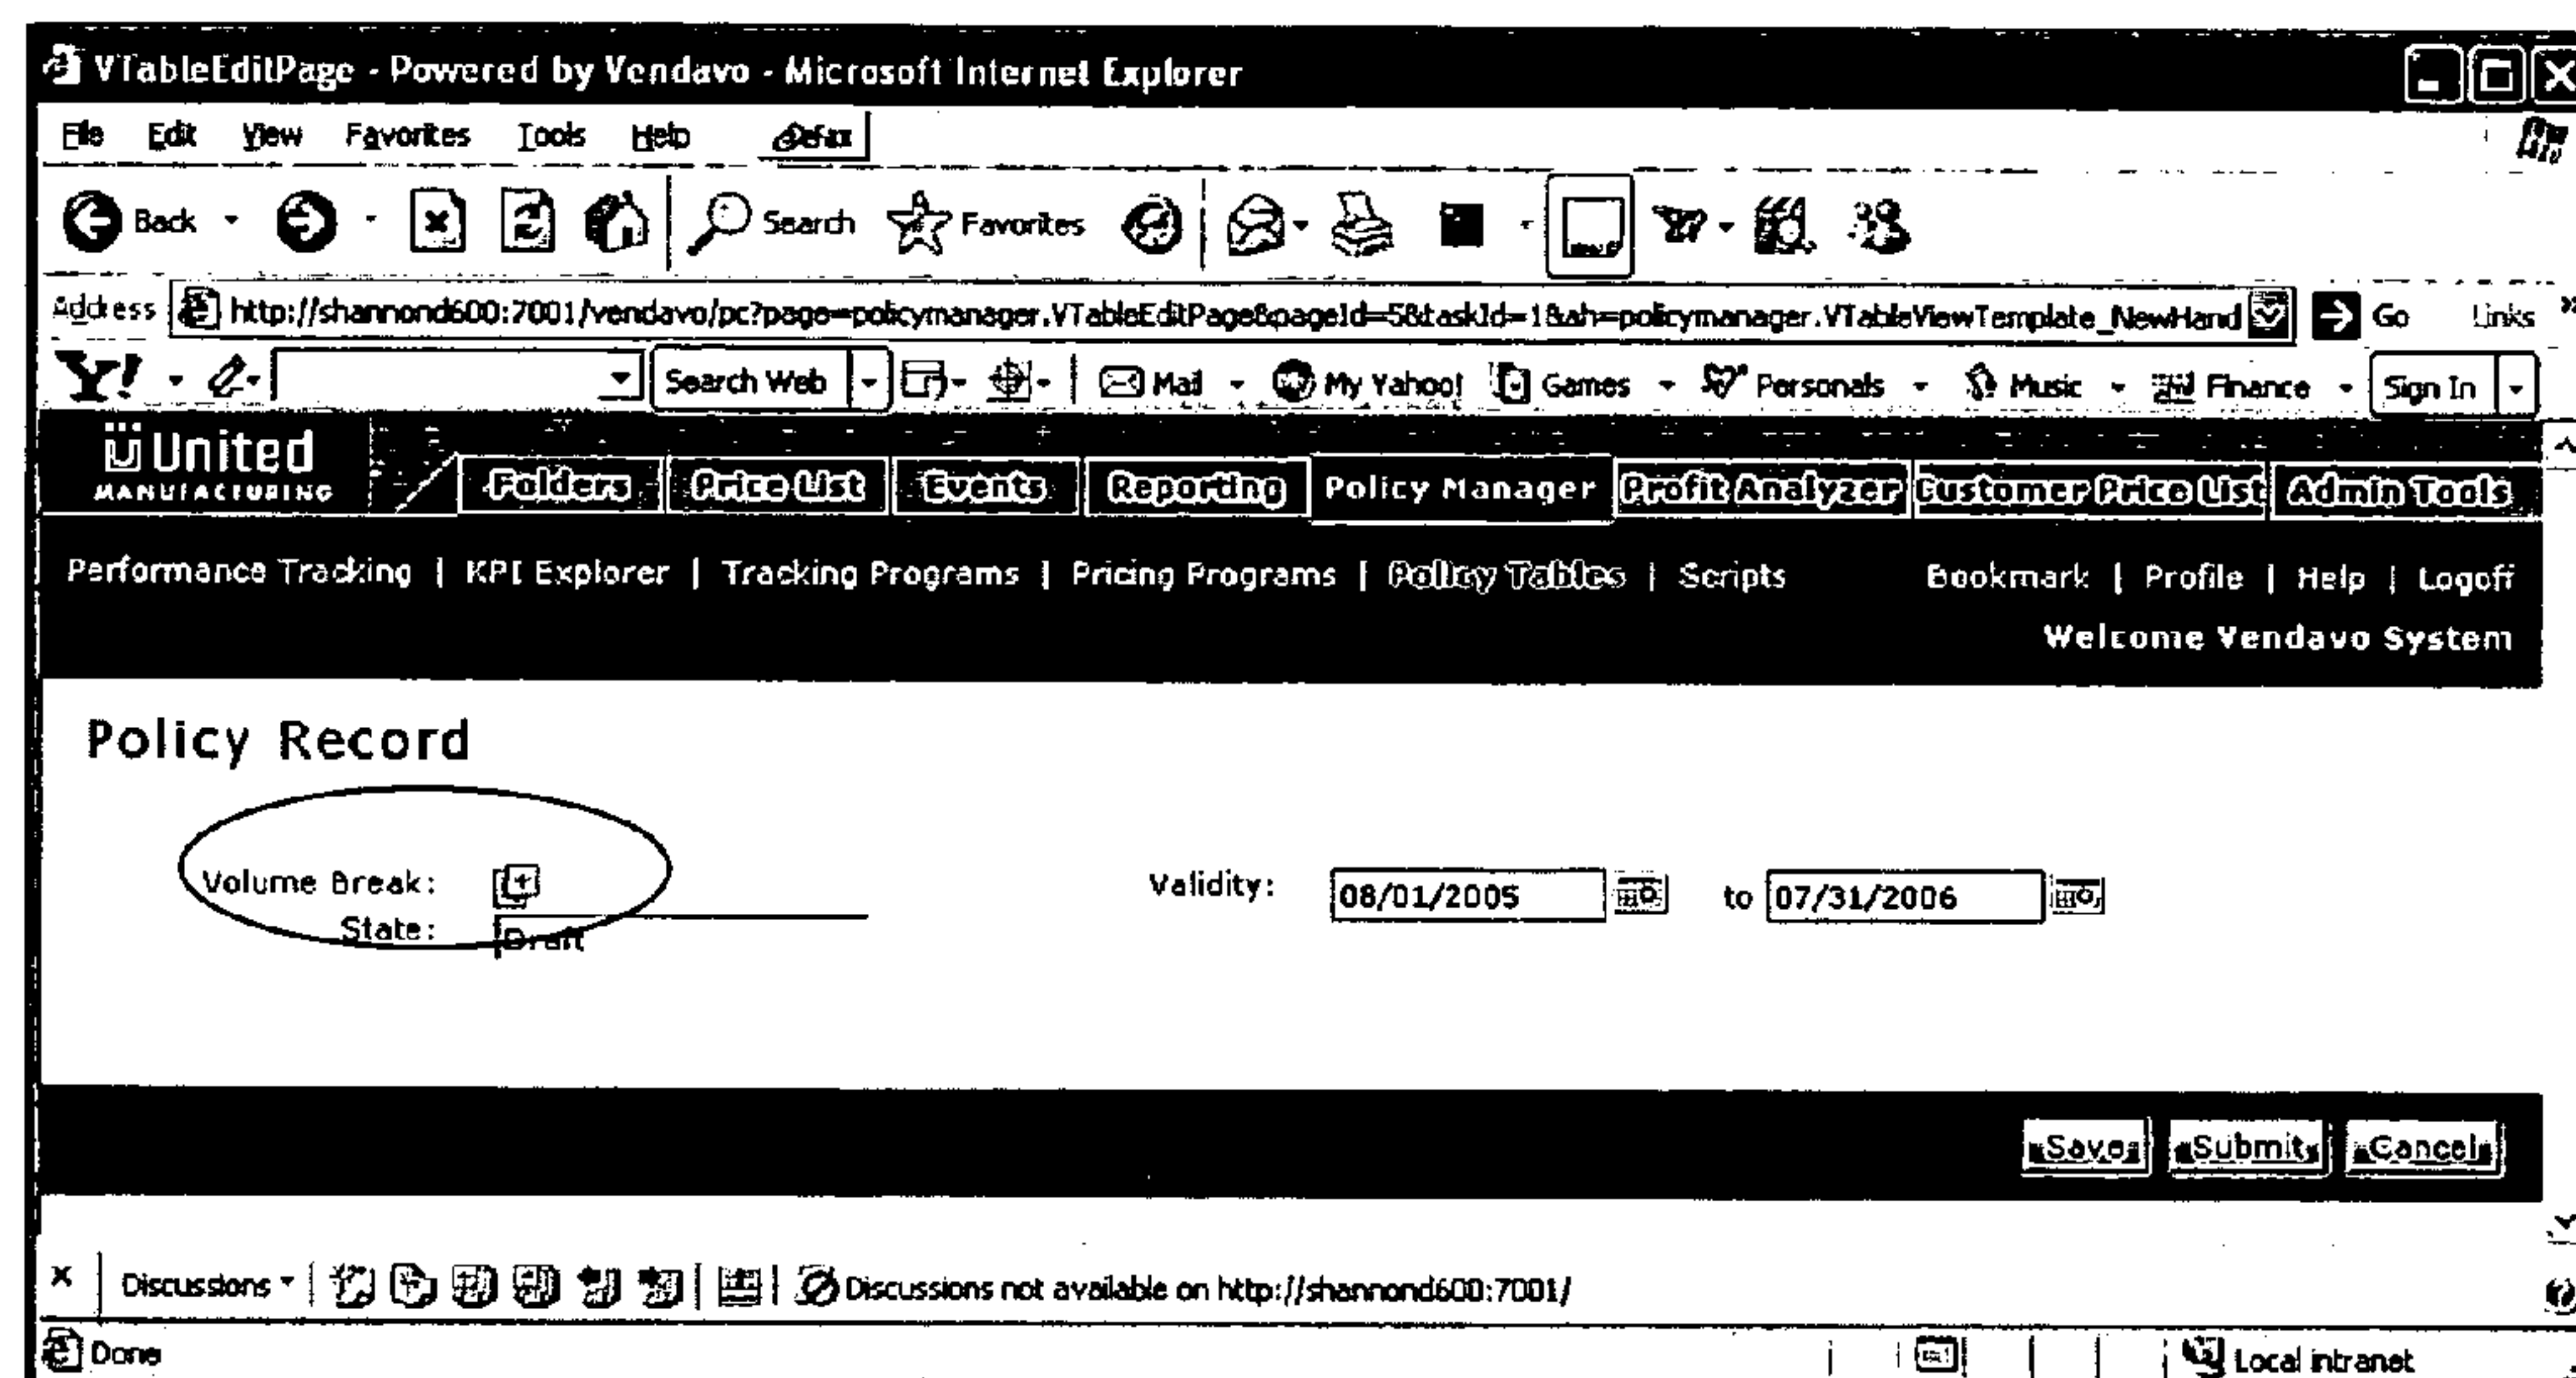 VTableEditPage - Powered by Vendavo - Microsoft Internet Explorer
File Edit View Favorites Tools Help eFax
Back Search Favorites
Address http://shannond600:7001/vendavo/pc?page=policymanager.VTableEditPage&pageId=5&taskId=1&ah=policymanager.VTableViewTemplate_NewHand Go Links »
Y! Search Web Mail My Yahoo! Games Personals Music Finance Sign In
United
MANUFACTURING
Folders Price List Events Reporting Policy Manager Profit Analyzer Customer Price List Admin Tools
Performance Tracking | KPI Explorer | Tracking Programs | Pricing Programs | Policy Tables | Scripts Bookmark | Profile | Help | Logoff
Welcome Vendavo System
Policy Record
Volume Break: Validity: 08/01/2005 to 07/31/2006
State: Draft
Save Submit Cancel
× Discussions Discussions not available on http://shannond600:7001/
Done Local intranet